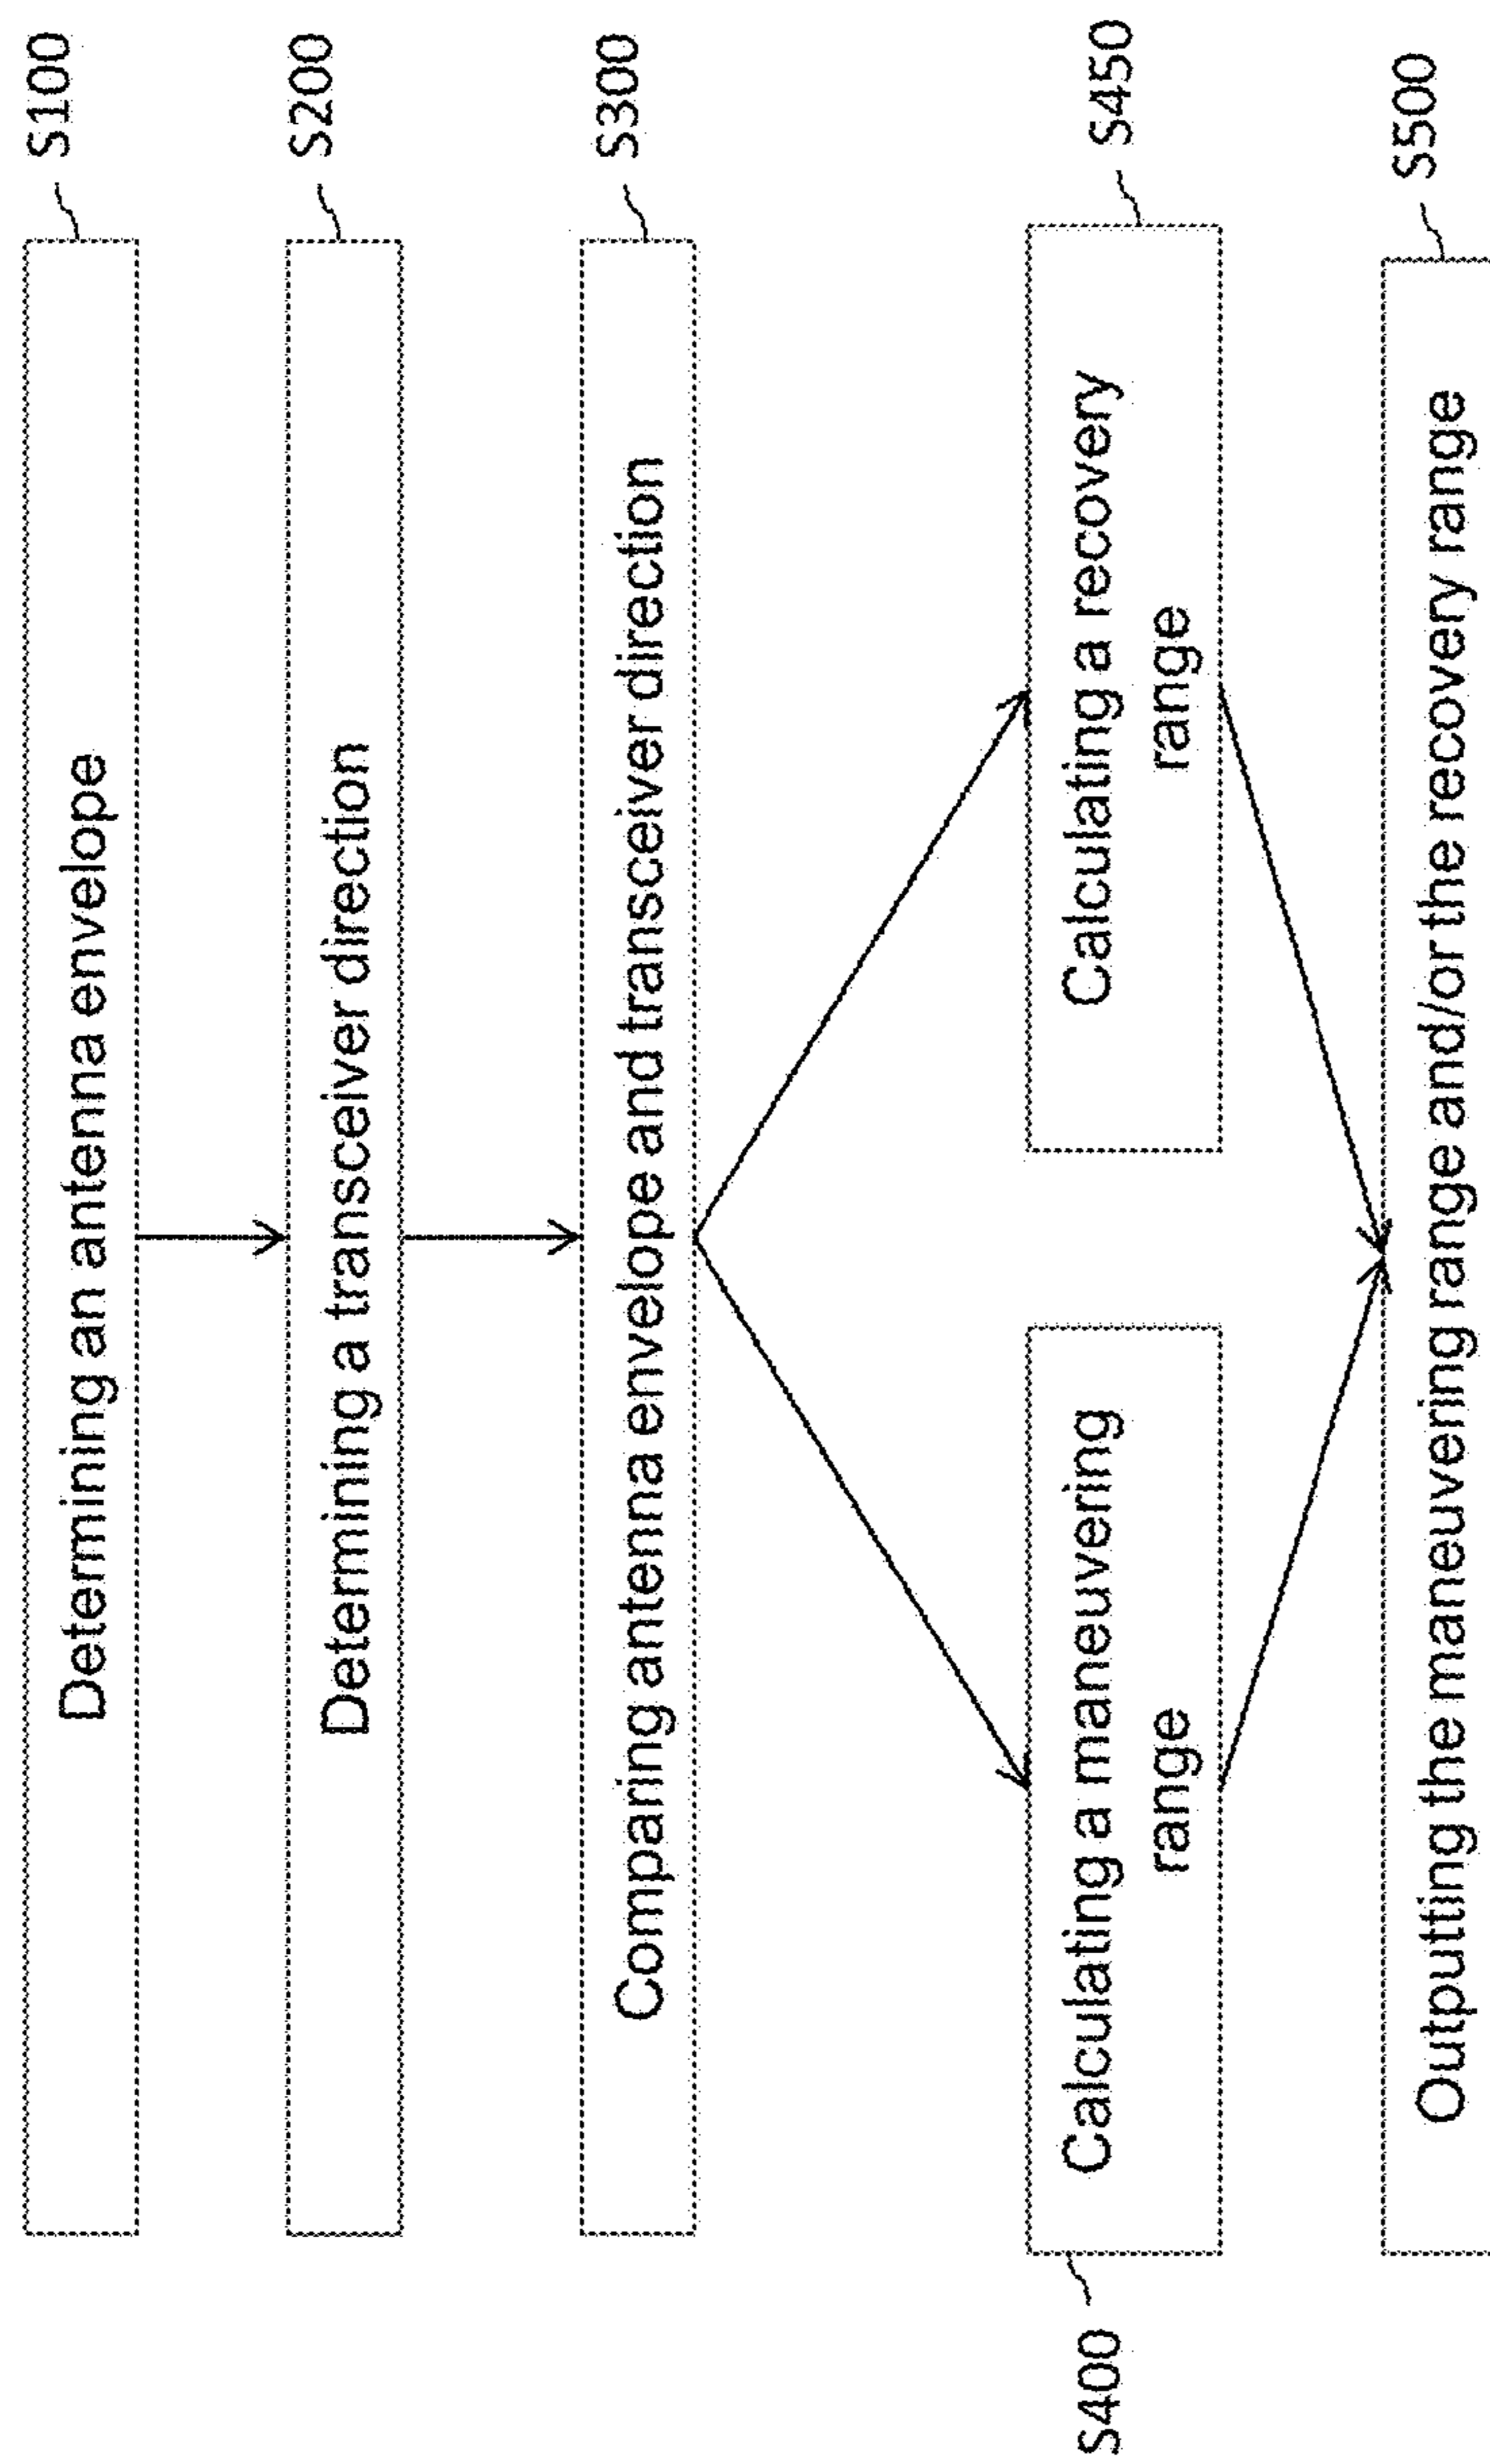 Determining an antenna envelope
S100
Determining a transceiver direction
S200
Comparing antenna envelope and transceiver direction
S300
S400
Calculating a maneuvering
range
Calculating a recovery
range
S450
Outputting the maneuvering range and/or the recovery range
S500